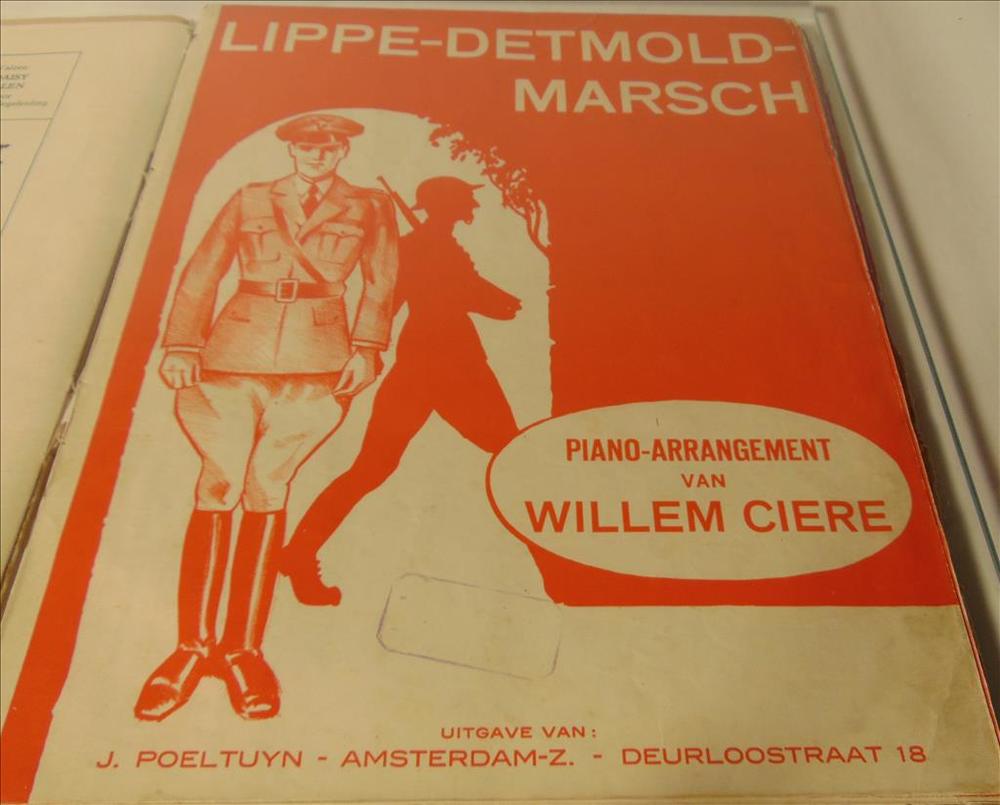 LIPPE-DETMOLD-
MARSCH
PIANO-ARRANGEMENT
VAN
WILLEM CIERE
UITGAVE VAN:
J. POELTUYN - AMSTERDAM-Z. - DEURLOOSTRAAT 18